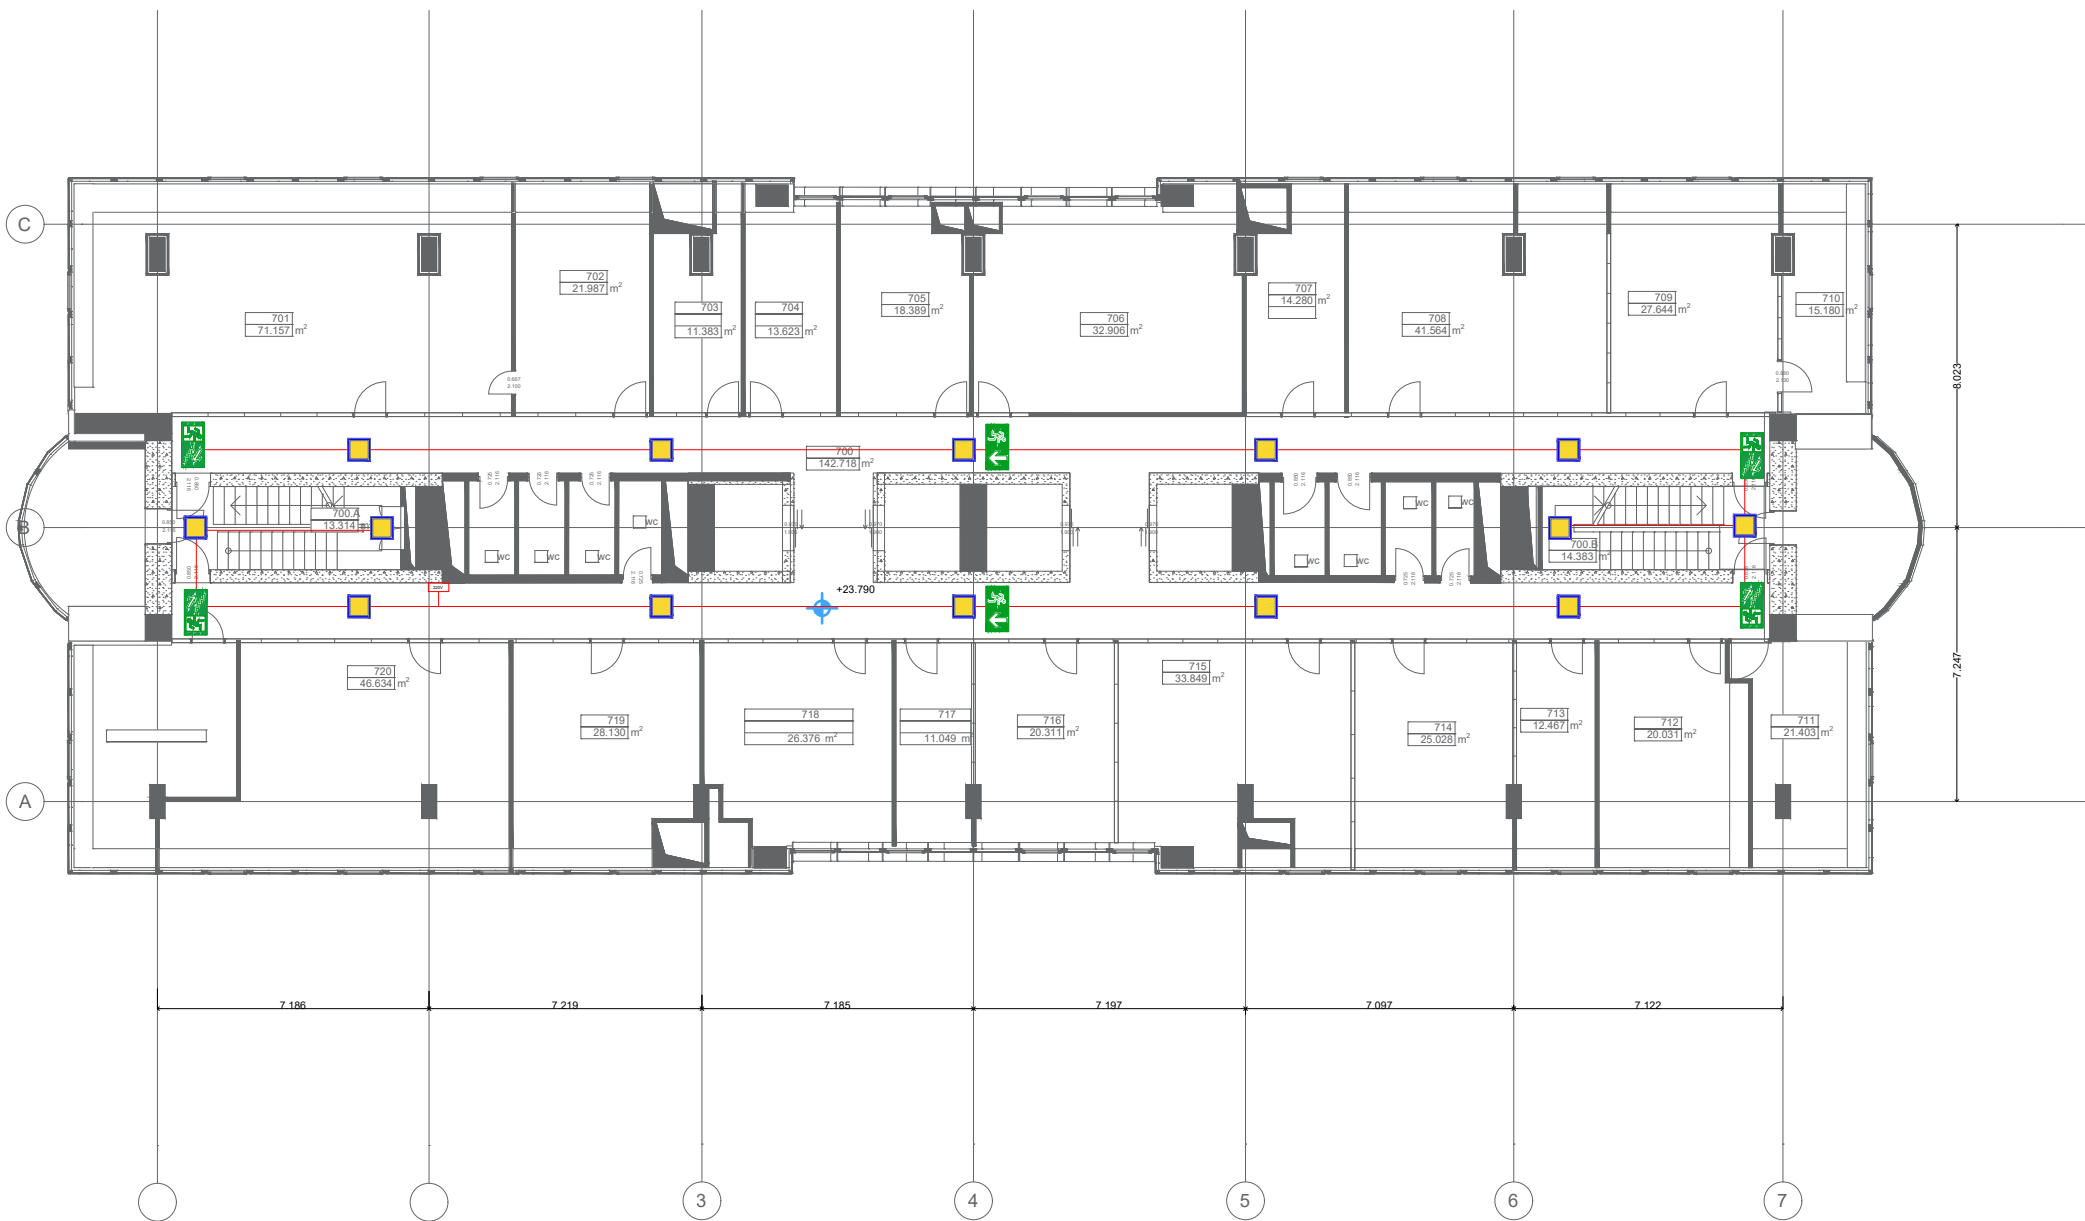 C
702
21.987 m²
703
11.383 m²
704
13.623 m²
705
18.389 m²
701
71.157 m²
706
32.906 m²
707
14.280 m²
708
41.564 m²
709
27.644 m²
710
15.180 m²
8.023
0.667
2.100
700
142.718 m²
B
700.A
13.314 m
WC
WC
WC
WC
WC
WC
WC
WC
700.B
14.383 m²
+23.790
7.247
720
46.634 m²
719
28.130 m²
718
26.376 m²
717
11.049 m²
716
20.311 m²
715
33.849 m²
714
25.028 m²
713
12.467 m²
712
20.031 m²
711
21.403 m²
A
7.186
7.219
7.185
7.197
7.097
7.122
3
4
5
6
7